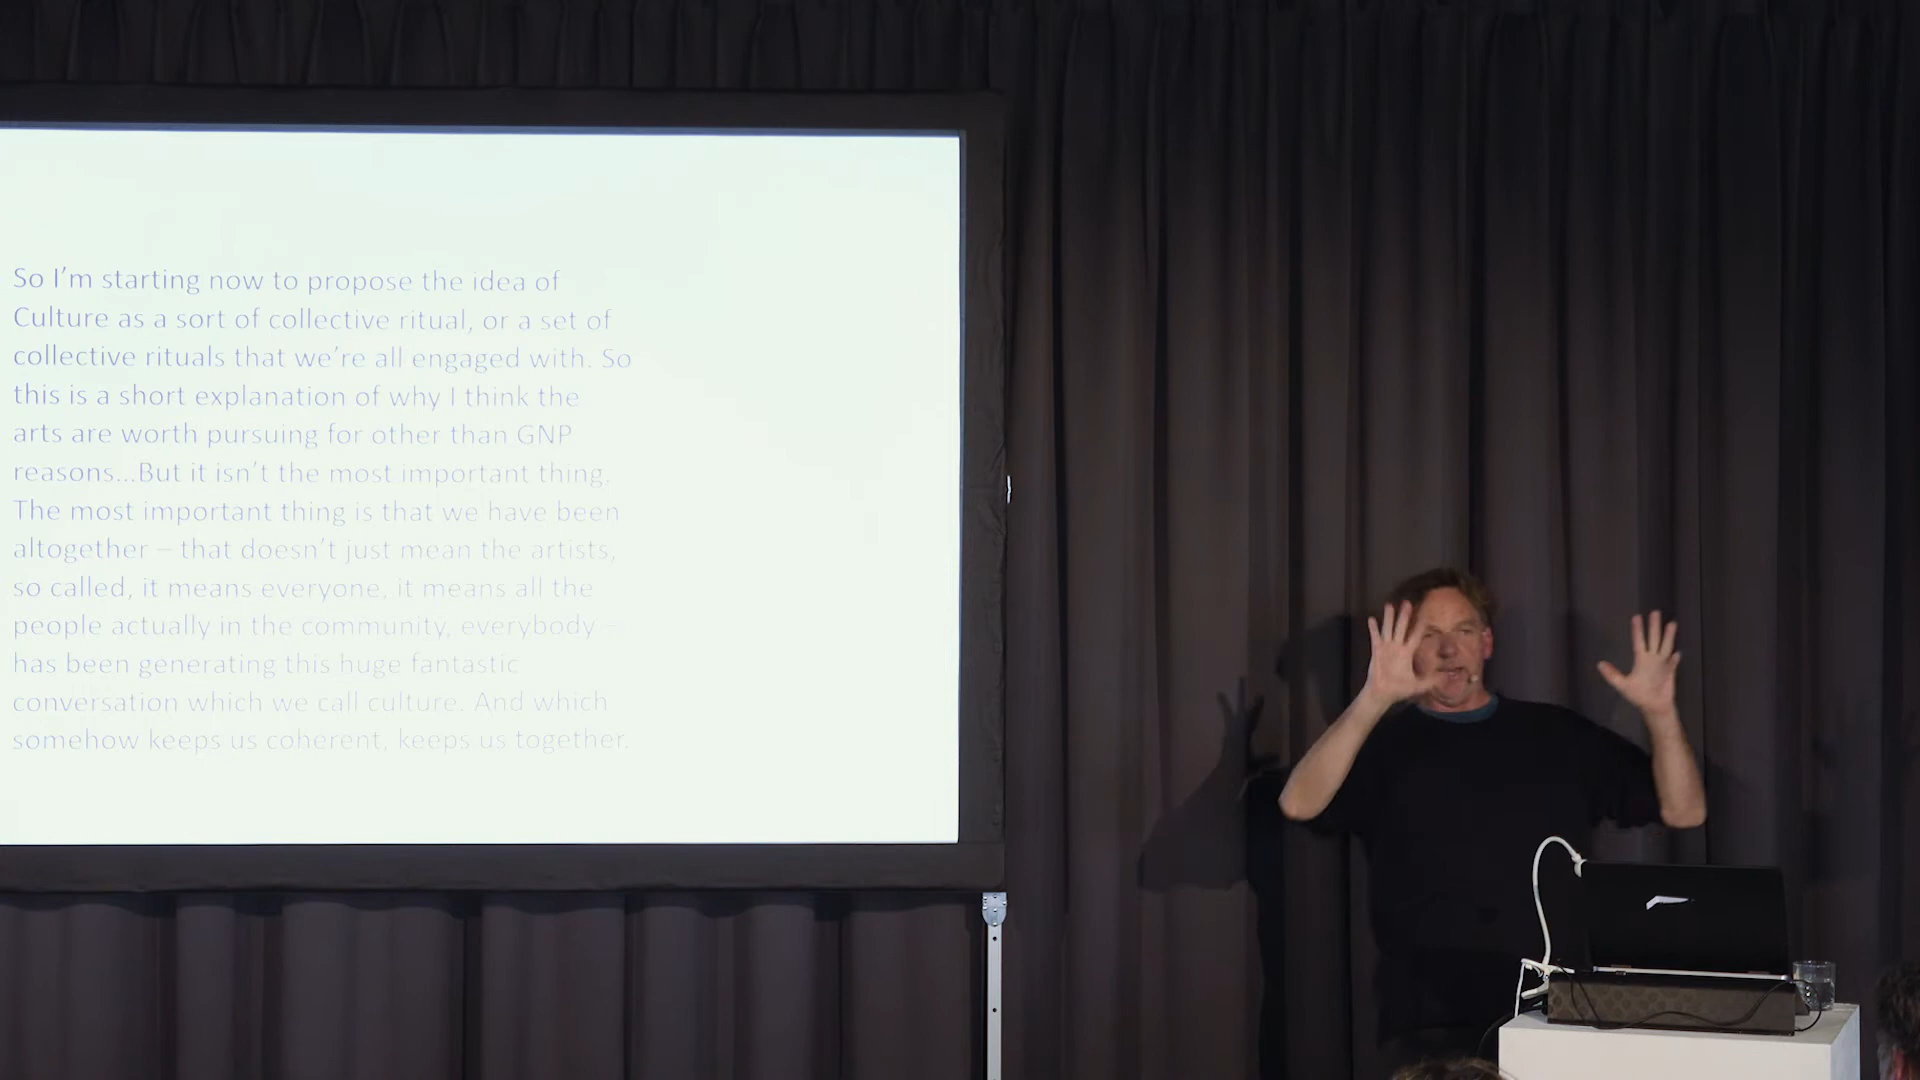 So I'm starting now to propose the idea of
Culture as a sort of collective ritual, or a set of
collective rituals that we're all engaged with. So
this is a short explanation of why I think the
arts are worth pursuing for other than GNP
reasons...But it isn't the most important thing.
The most important thing is that we have been
altogether – that doesn't just mean the artists,
so called, it means everyone, it means all the
people actually in the community, everybody –
has been generating this huge fantastic
conversation which we call culture. And which
somehow keeps us coherent, keeps us together.